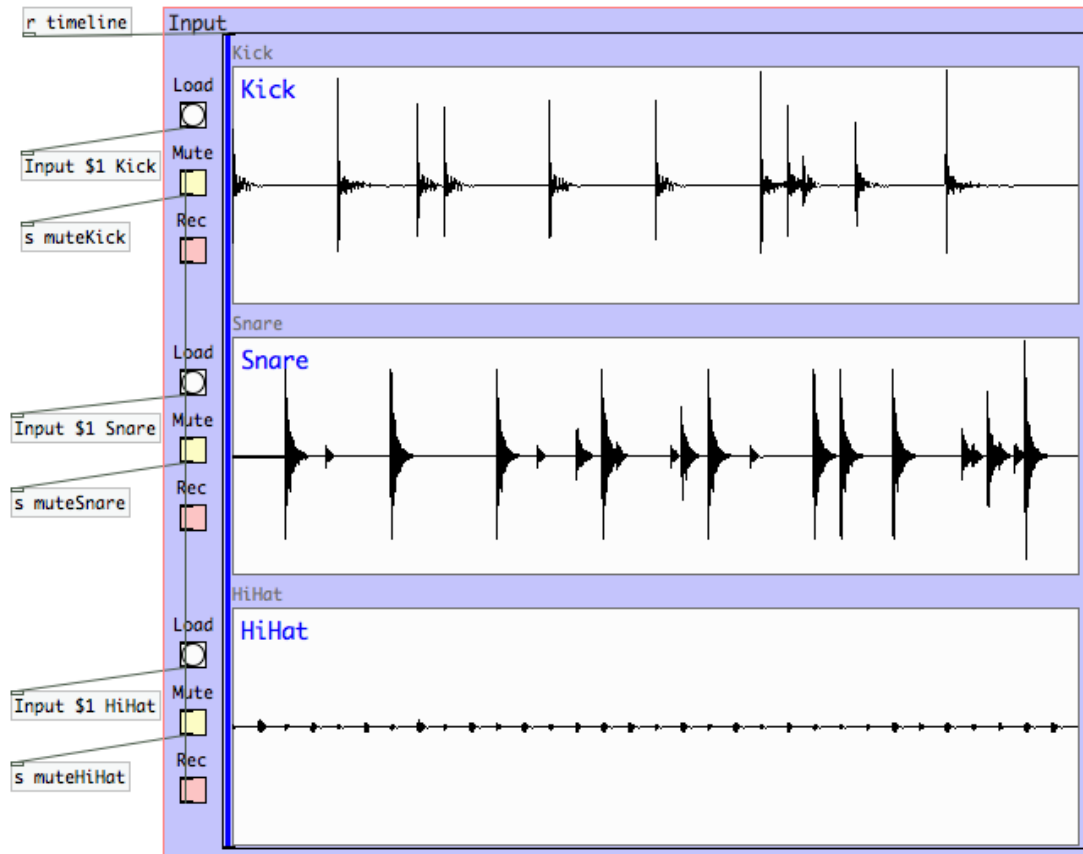 r timeline
Input
Kick
Kick
Load
Input $1 Kick
Mute
s muteKick
Rec
Snare
Snare
Load
Input $1 Snare
Mute
s muteSnare
Rec
HiHat
HiHat
Load
Input $1 HiHat
Mute
s muteHiHat
Rec